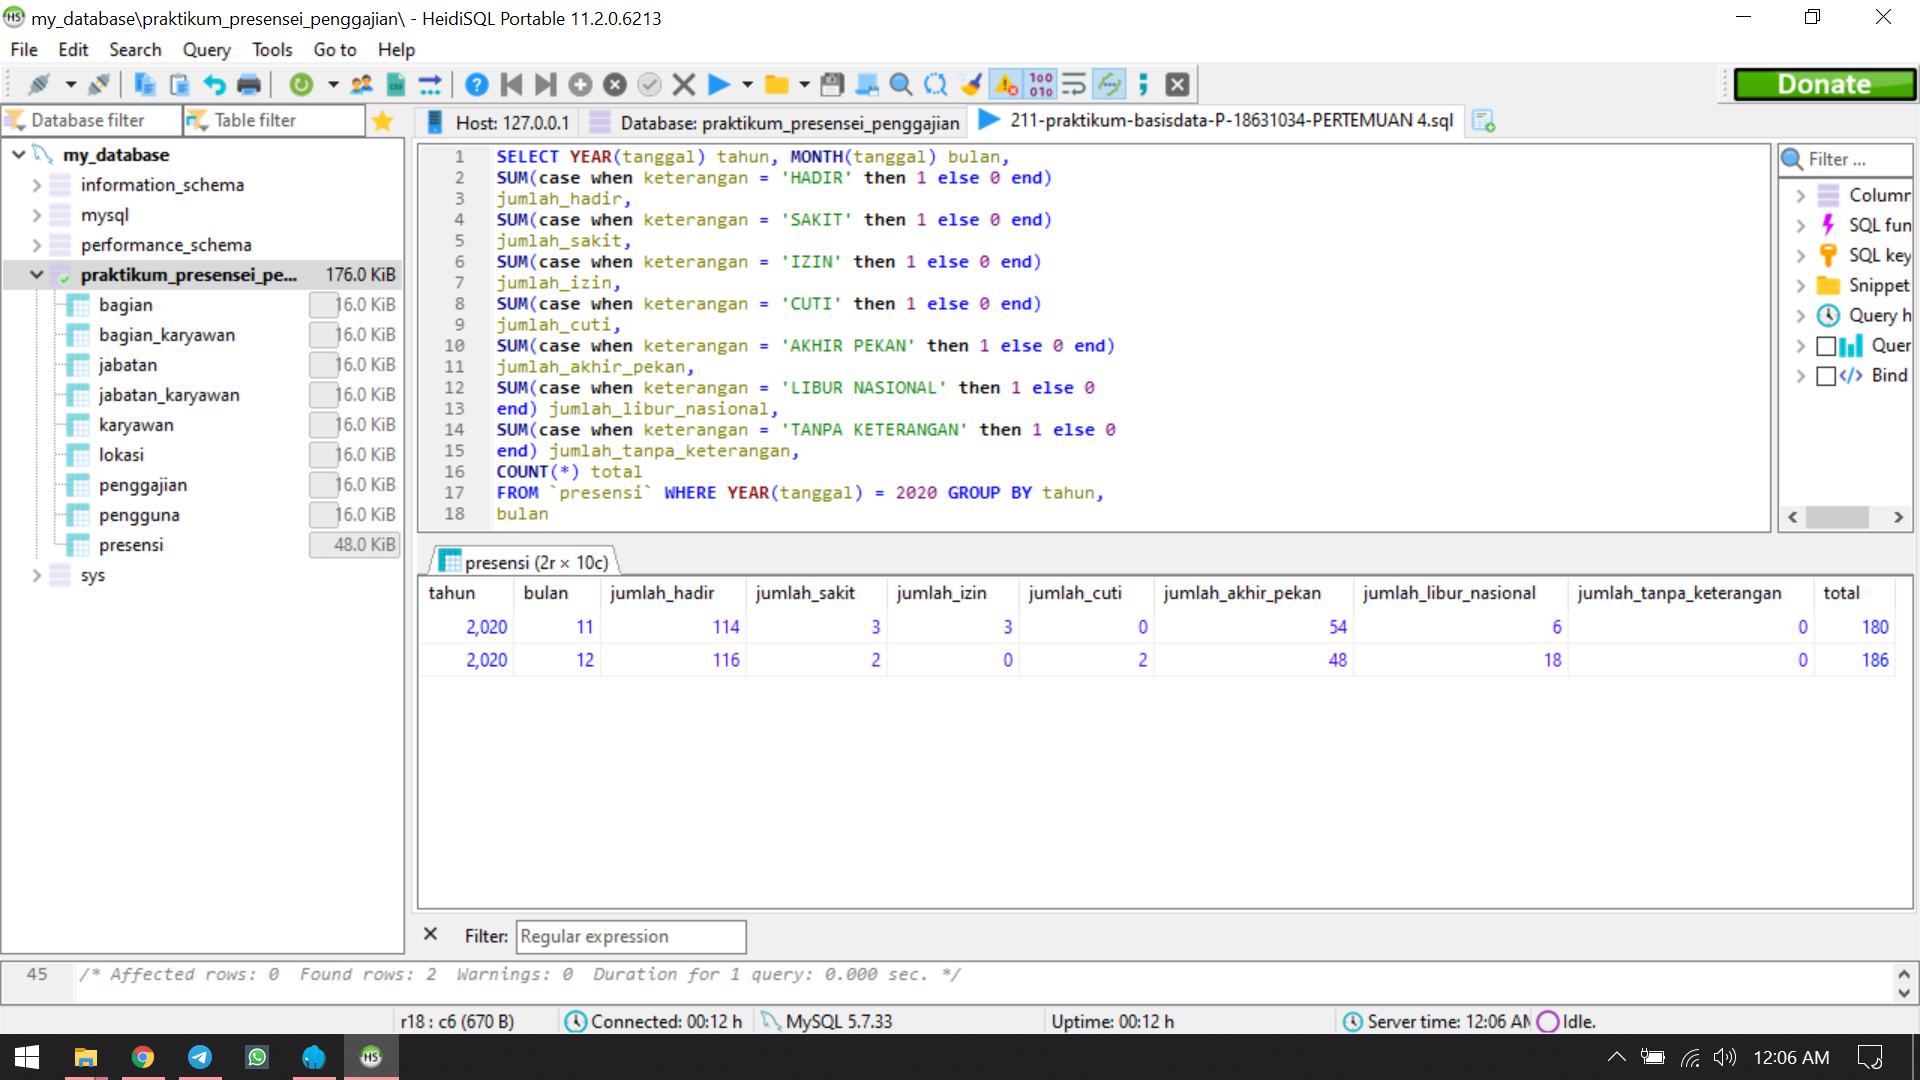 my_database\praktikum_presensei_penggajian\ - HeidiSQL Portable 11.2.0.6213
File Edit Search Query Tools Go to Help
Donate
Database filter Table filter
Host: 127.0.0.1 Database: praktikum_presensei_penggajian 211-praktikum-basisdata-P-18631034-PERTEMUAN 4.sql
my_database
information_schema
mysql
performance_schema
praktikum_presensei_pe... 176.0 KiB
bagian 16.0 KiB
bagian_karyawan 16.0 KiB
jabatan 16.0 KiB
jabatan_karyawan 16.0 KiB
karyawan 16.0 KiB
lokasi 16.0 KiB
penggajian 16.0 KiB
pengguna 16.0 KiB
presensi 48.0 KiB
sys
1 SELECT YEAR(tanggal) tahun, MONTH(tanggal) bulan,
2 SUM(case when keterangan = 'HADIR' then 1 else 0 end)
3 jumlah_hadir,
4 SUM(case when keterangan = 'SAKIT' then 1 else 0 end)
5 jumlah_sakit,
6 SUM(case when keterangan = 'IZIN' then 1 else 0 end)
7 jumlah_izin,
8 SUM(case when keterangan = 'CUTI' then 1 else 0 end)
9 jumlah_cuti,
10 SUM(case when keterangan = 'AKHIR PEKAN' then 1 else 0 end)
11 jumlah_akhir_pekan,
12 SUM(case when keterangan = 'LIBUR NASIONAL' then 1 else 0
13 end) jumlah_libur_nasional,
14 SUM(case when keterangan = 'TANPA KETERANGAN' then 1 else 0
15 end) jumlah_tanpa_keterangan,
16 COUNT(*) total
17 FROM `presensi` WHERE YEAR(tanggal) = 2020 GROUP BY tahun,
18 bulan
Filter ...
Column
SQL fun
SQL key
Snippet
Query h
Quer
Bind
presensi (2r × 10c)
tahun bulan jumlah_hadir jumlah_sakit jumlah_izin jumlah_cuti jumlah_akhir_pekan jumlah_libur_nasional jumlah_tanpa_keterangan total
2,020 11 114 3 3 0 54 6 0 180
2,020 12 116 2 0 2 48 18 0 186
Filter: Regular expression
45 /* Affected rows: 0 Found rows: 2 Warnings: 0 Duration for 1 query: 0.000 sec. */
r18 : c6 (670 B) Connected: 00:12 h MySQL 5.7.33 Uptime: 00:12 h Server time: 12:06 AM Idle.
HS 12:06 AM